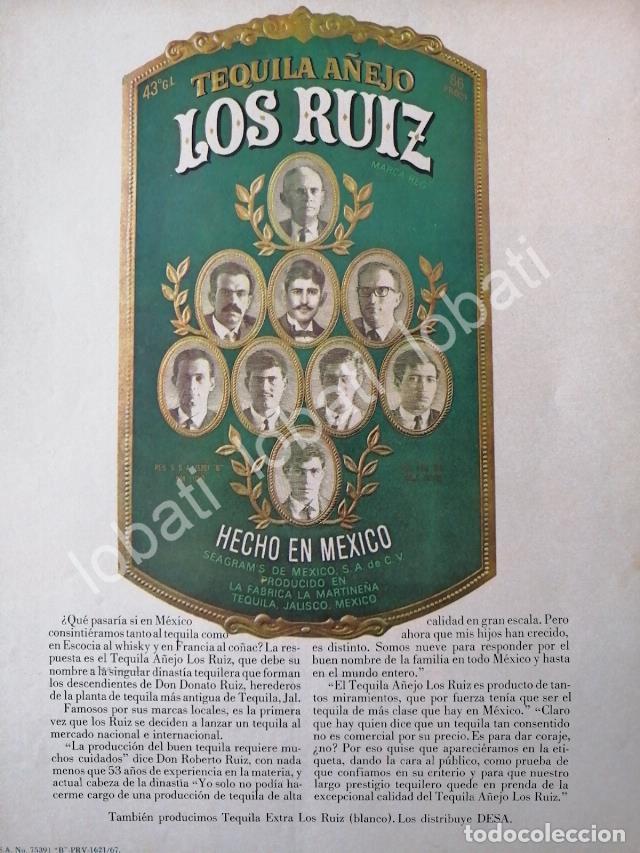 43° G.L
TEQUILA AÑEJO
86
PROOF
LOS RUIZ
MARCA REG.
HECHO EN MEXICO
SEAGRAM'S DE MEXICO, S.A. de C.V.
PRODUCIDO EN
LA FABRICA LA MARTINEÑA
TEQUILA, JALISCO, MEXICO
¿Qué pasaría si en México
consintiéramos tanto al tequila como
en Escocia al whisky y en Francia al coñac? La res-
puesta es el Tequila Añejo Los Ruiz, que debe su
nombre a la singular dinastía tequilera que forman
los descendientes de Don Donato Ruiz, herederos
de la planta de tequila más antigua de Tequila, Jal.
Famosos por sus marcas locales, es la primera
vez que los Ruiz se deciden a lanzar un tequila al
mercado nacional e internacional.
"La producción del buen tequila requiere mu-
chos cuidados" dice Don Roberto Ruiz, con nada
menos que 53 años de experiencia en la materia, y
actual cabeza de la dinastía "Yo solo no podía ha-
cerme cargo de una producción de tequila de alta
calidad en gran escala. Pero
ahora que mis hijos han crecido,
es distinto. Somos nueve para responder por el
buen nombre de la familia en todo México y hasta
en el mundo entero."
"El Tequila Añejo Los Ruiz es producto de tan-
tos miramientos, que por fuerza tenía que ser el
tequila de más clase que hay en México." "Claro
que hay quien dice que un tequila tan consentido
no es comercial por su precio. Es para dar coraje,
¿no? Por eso quise que apareciéramos en la eti-
queta, dando la cara al público, como prueba de
que confiamos en su criterio y para que nuestro
largo prestigio tequilero quede en prenda de la
excepcional calidad del Tequila Añejo Los Ruiz."
También producimos Tequila Extra Los Ruiz (blanco). Los distribuye DESA.
S.A. No. 75391 "B" PRV-1621/67.
lobati lobati lobati lobati
todocoleccion